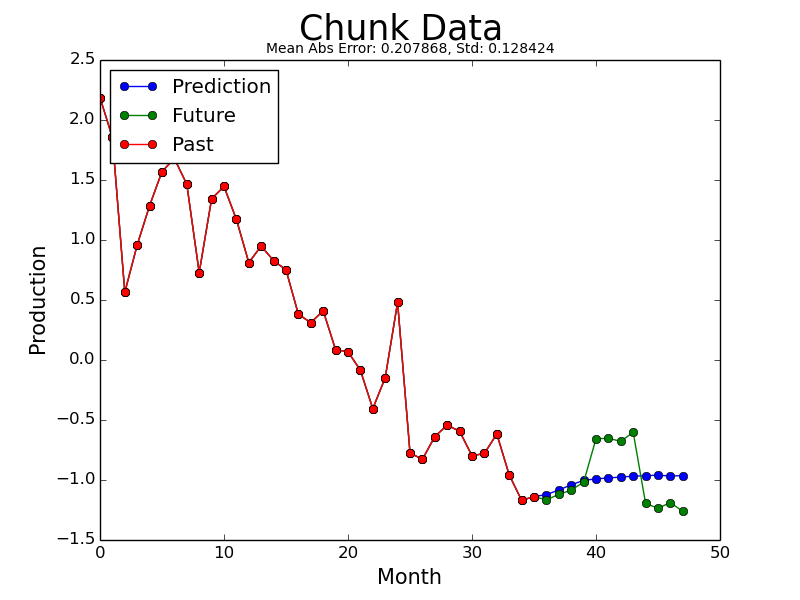 Chunk Data
Mean Abs Error: 0.207868, Std: 0.128424
2.5
2.0
1.5
1.0
0.5
0.0
−0.5
−1.0
−1.5
Production
Prediction
Future
Past
0 10 20 30 40 50
Month